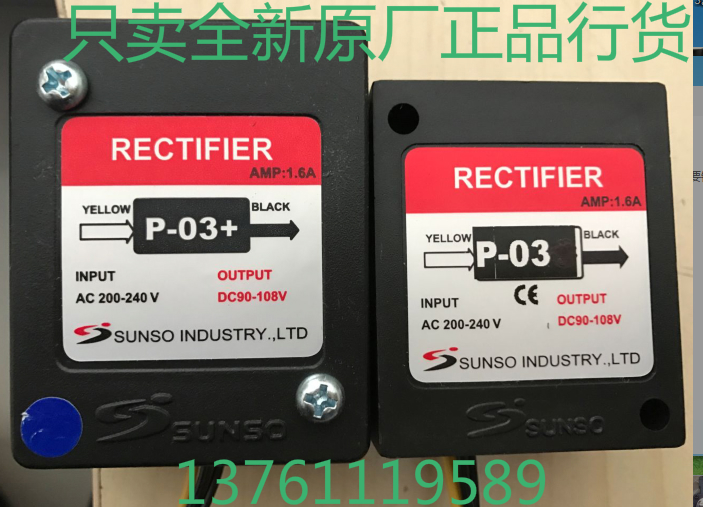 只卖全新原厂正品行货
RECTIFIER
AMP:1.6A
YELLOW
P-03+
BLACK
INPUT
OUTPUT
AC 200-240 V
DC90-108V
SUNSO INDUSTRY.,LTD
SUNSO
RECTIFIER
AMP:1.6A
YELLOW
P-03
BLACK
INPUT
CE
OUTPUT
AC 200-240 V
DC90-108V
SUNSO INDUSTRY.,LTD
SUNSO
13761119589